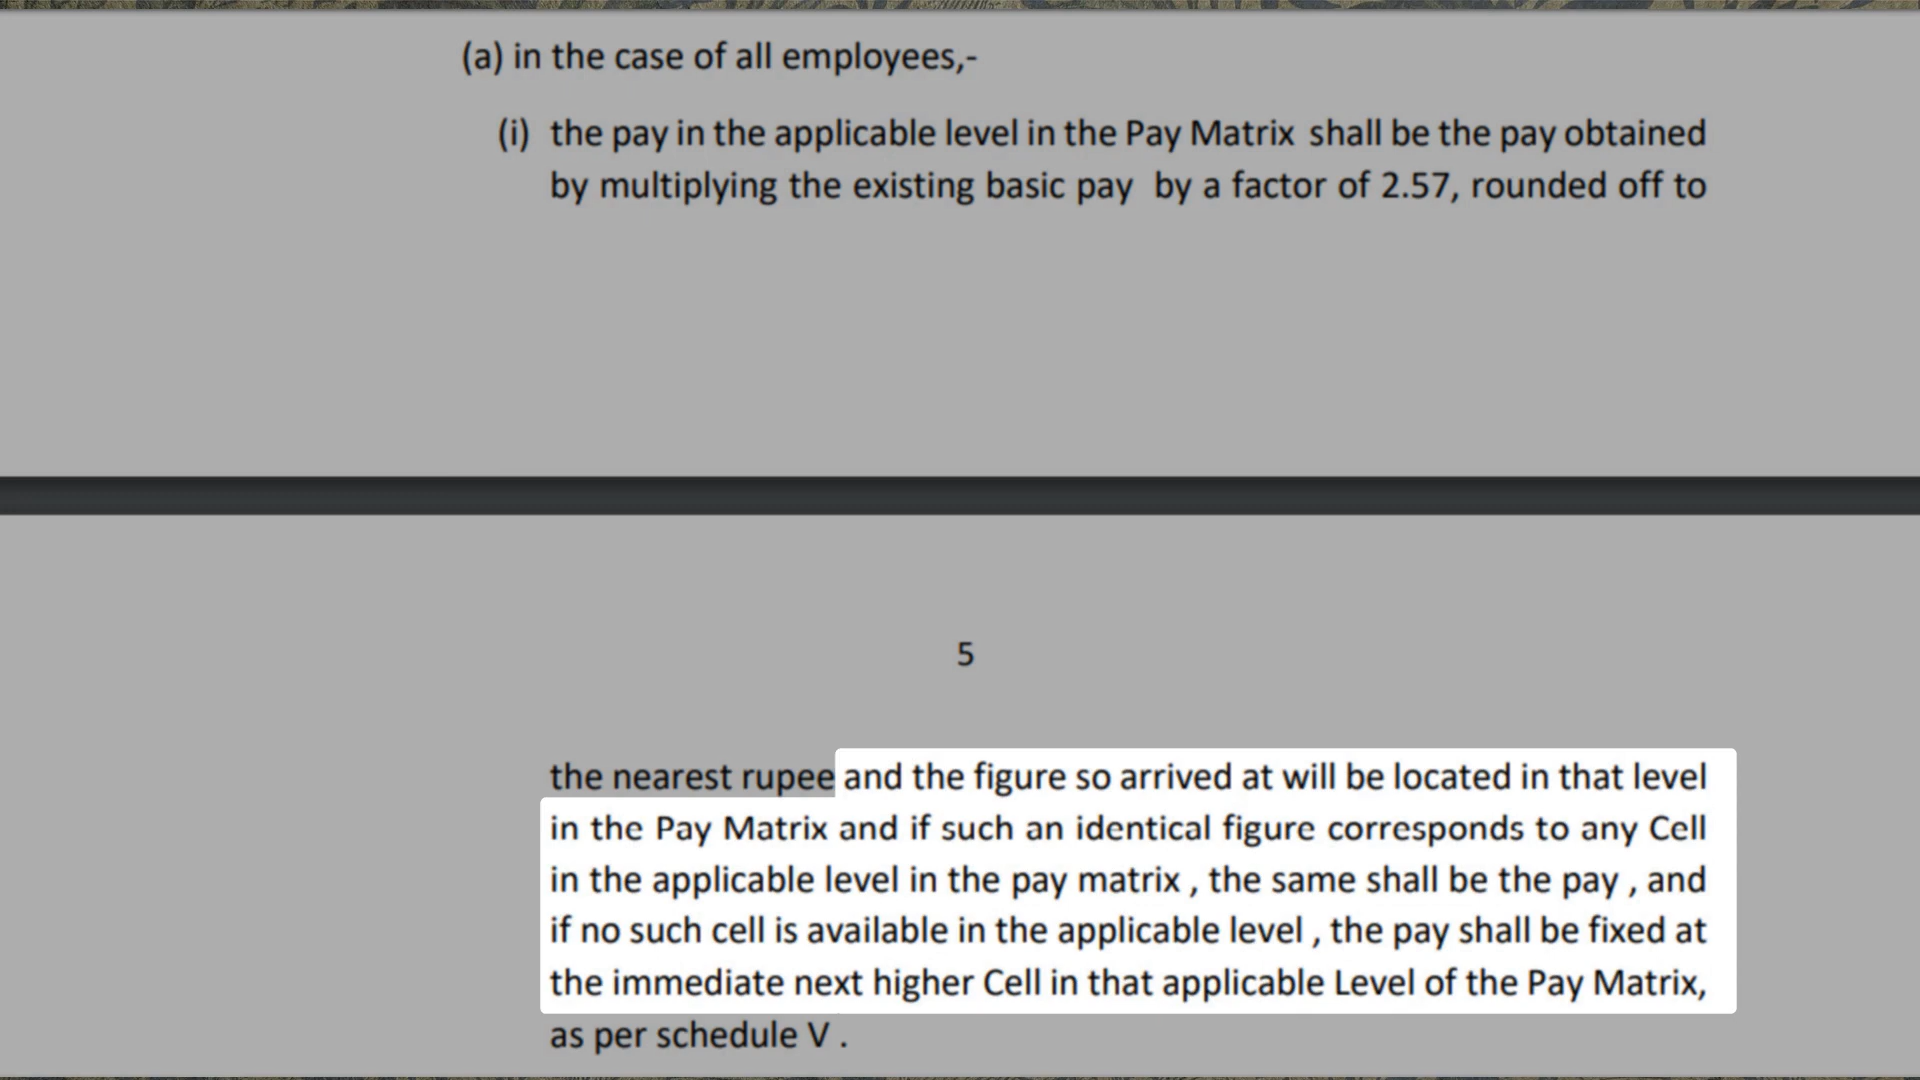 (a) in the case of all employees,-
(i) the pay in the applicable level in the Pay Matrix shall be the pay obtained
by multiplying the existing basic pay by a factor of 2.57, rounded off to
5
the nearest rupee and the figure so arrived at will be located in that level
in the Pay Matrix and if such an identical figure corresponds to any Cell
in the applicable level in the pay matrix , the same shall be the pay , and
if no such cell is available in the applicable level , the pay shall be fixed at
the immediate next higher Cell in that applicable Level of the Pay Matrix,
as per schedule V .